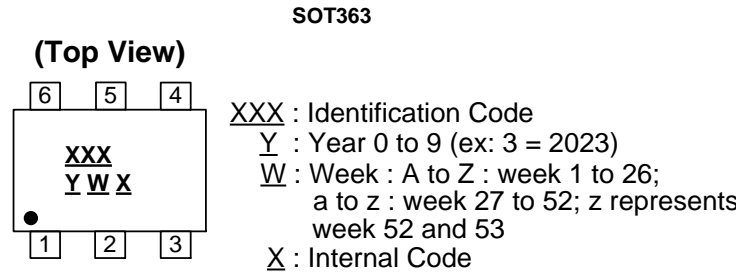 SOT363
(Top View)
6 5 4
XXX
Y W X
1 2 3
XXX : Identification Code
Y : Year 0 to 9 (ex: 3 = 2023)
W : Week : A to Z : week 1 to 26;
a to z : week 27 to 52; z represents
week 52 and 53
X : Internal Code